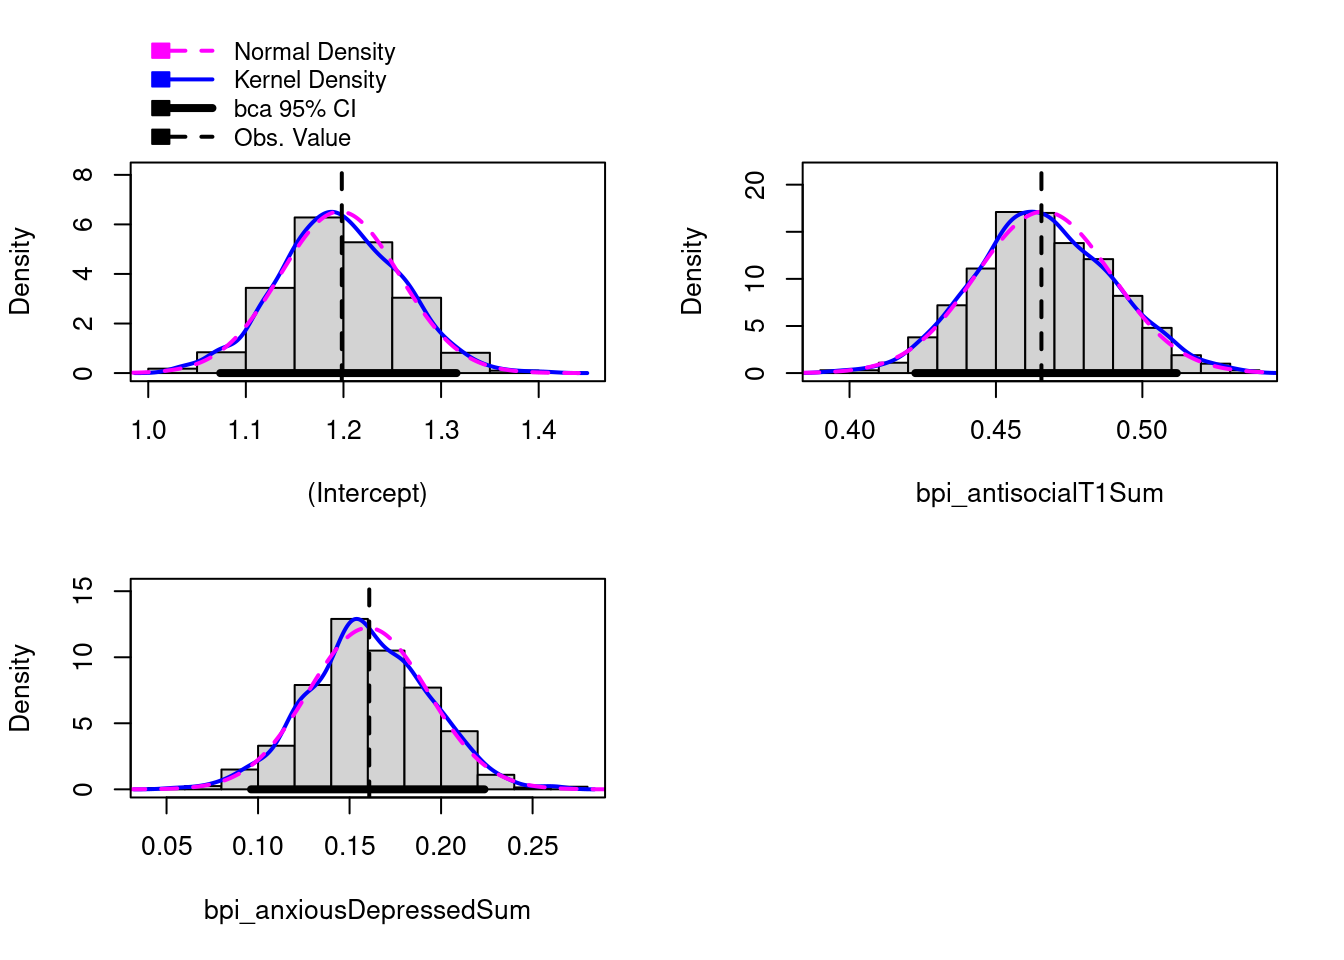 Normal Density
Kernel Density
bca 95% CI
Obs. Value
Density
0 2 4 6 8
1.0 1.1 1.2 1.3 1.4
(Intercept)
Density
0 5 10 20
0.40 0.45 0.50
bpi_antisocialT1Sum
Density
0 5 10 15
0.05 0.10 0.15 0.20 0.25
bpi_anxiousDepressedSum